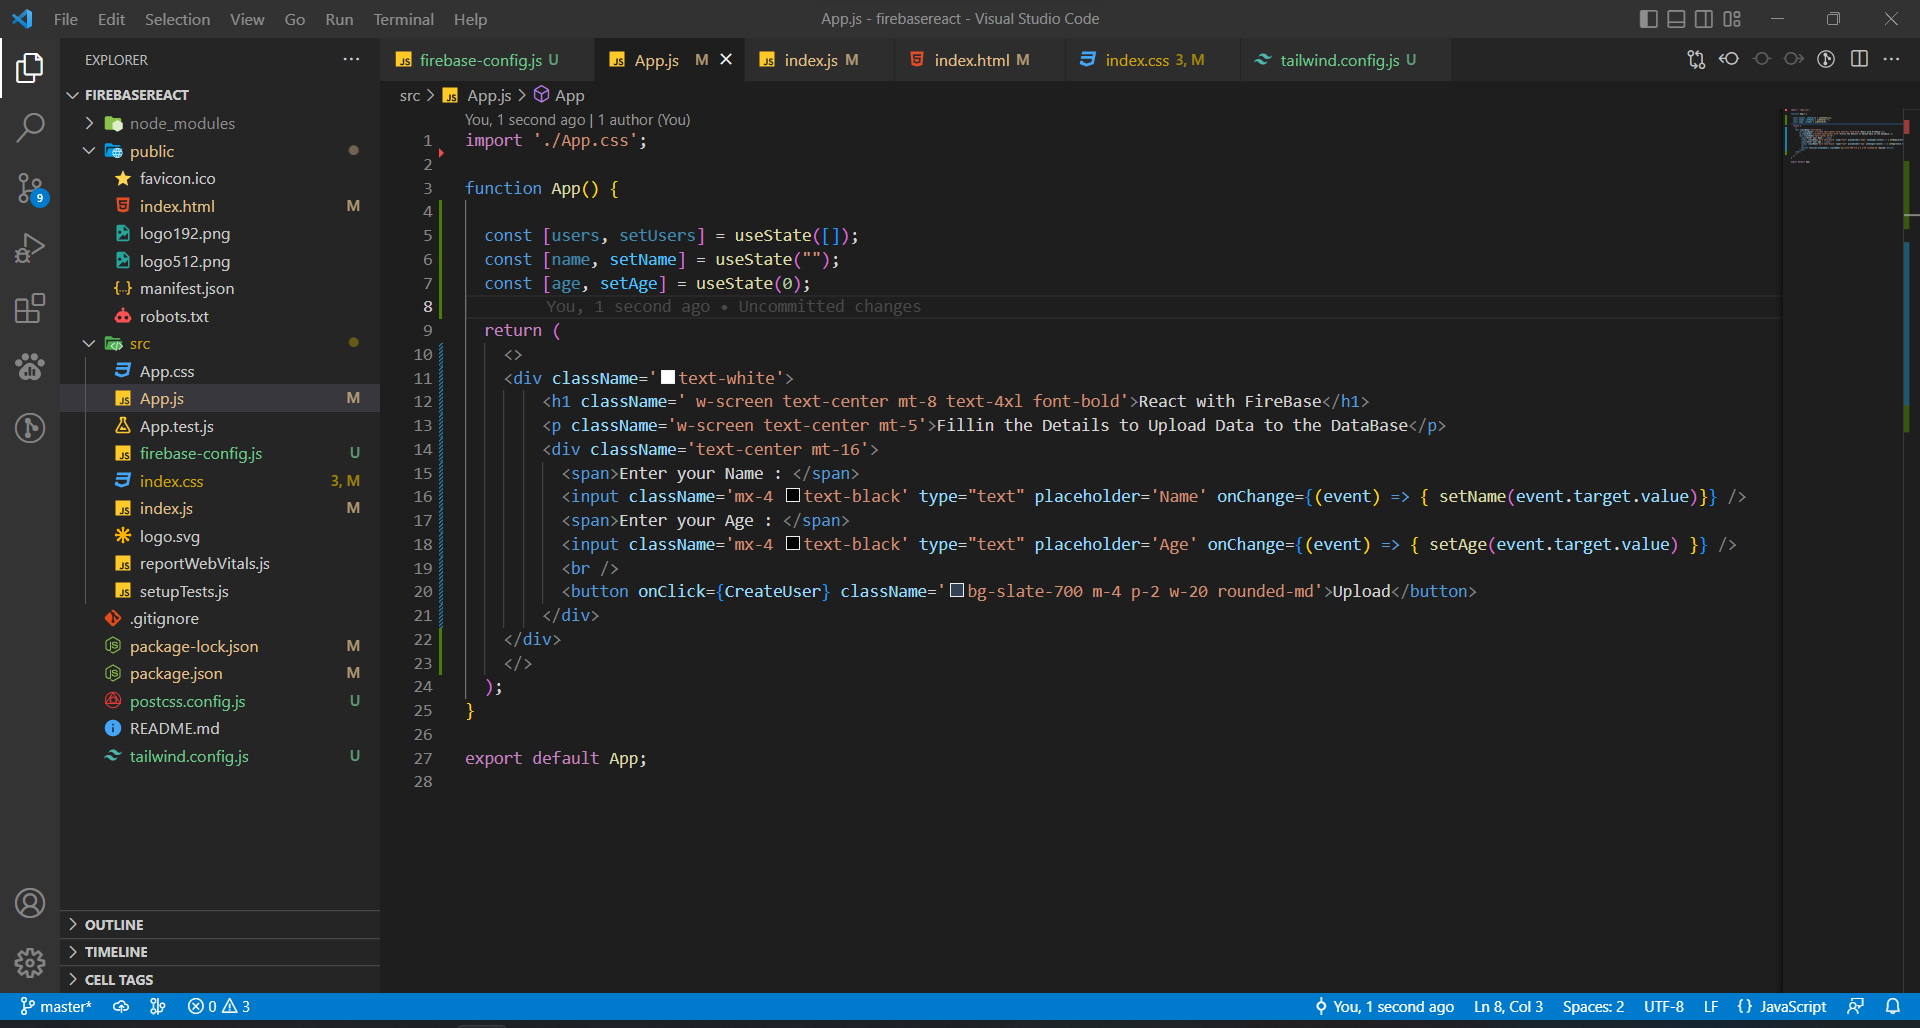 File Edit Selection View Go Run Terminal Help
App.js - firebasereact - Visual Studio Code
EXPLORER
FIREBASEREACT
node_modules
public
favicon.ico
index.html M
logo192.png
logo512.png
manifest.json
robots.txt
src
App.css
App.js M
App.test.js
firebase-config.js U
index.css 3, M
index.js M
logo.svg
reportWebVitals.js
setupTests.js
.gitignore
package-lock.json M
package.json M
postcss.config.js U
README.md
tailwind.config.js U
OUTLINE
TIMELINE
CELL TAGS
9
firebase-config.js U
App.js M
index.js M
index.html M
index.css 3, M
tailwind.config.js U
src > App.js > App
You, 1 second ago | 1 author (You)
1 import './App.css';
2
3 function App() {
4
5 const [users, setUsers] = useState([]);
6 const [name, setName] = useState("");
7 const [age, setAge] = useState(0);
8 You, 1 second ago • Uncommitted changes
9 return (
10 <>
11 <div className='text-white'>
12 <h1 className=' w-screen text-center mt-8 text-4xl font-bold'>React with FireBase</h1>
13 <p className='w-screen text-center mt-5'>Fillin the Details to Upload Data to the DataBase</p>
14 <div className='text-center mt-16'>
15 <span>Enter your Name : </span>
16 <input className='mx-4 text-black' type="text" placeholder='Name' onChange={(event) => { setName(event.target.value)}} />
17 <span>Enter your Age : </span>
18 <input className='mx-4 text-black' type="text" placeholder='Age' onChange={(event) => { setAge(event.target.value) }} />
19 <br />
20 <button onClick={CreateUser} className='bg-slate-700 m-4 p-2 w-20 rounded-md'>Upload</button>
21 </div>
22 </div>
23 </>
24 );
25 }
26
27 export default App;
28
master* 0 3
You, 1 second ago Ln 8, Col 3 Spaces: 2 UTF-8 LF {} JavaScript